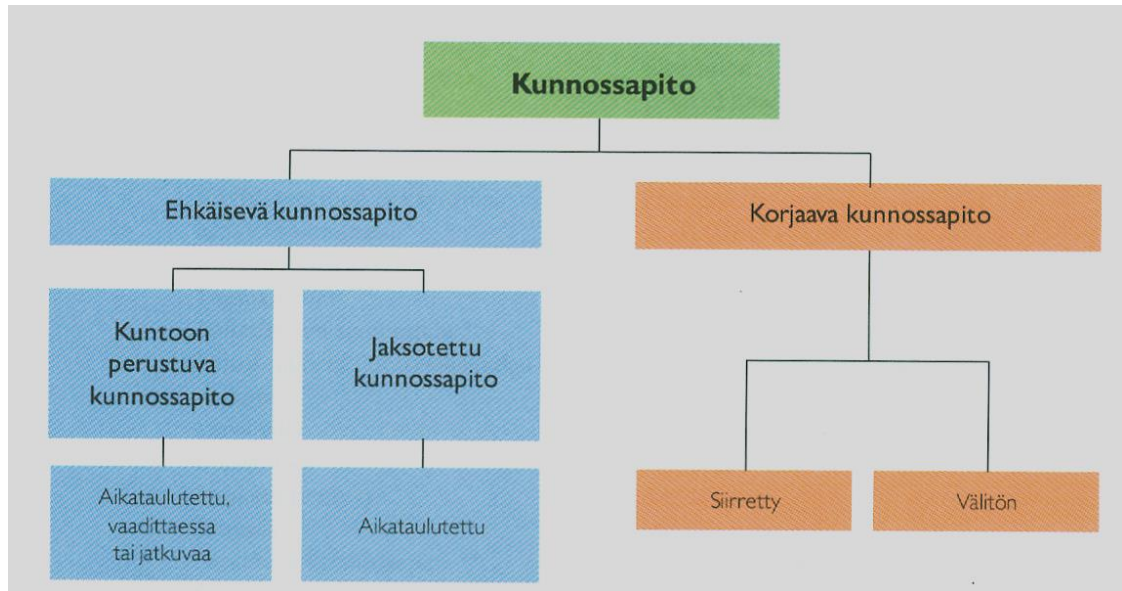 Kunnossapito
Ehkäisevä kunnossapito
Korjaava kunnossapito
Kuntoon
perustuva
kunnossapito
Jaksotettu
kunnossapito
Aikataulutettu,
vaadittaessa
tai jatkuvaa
Aikataulutettu
Siirretty
Välitön